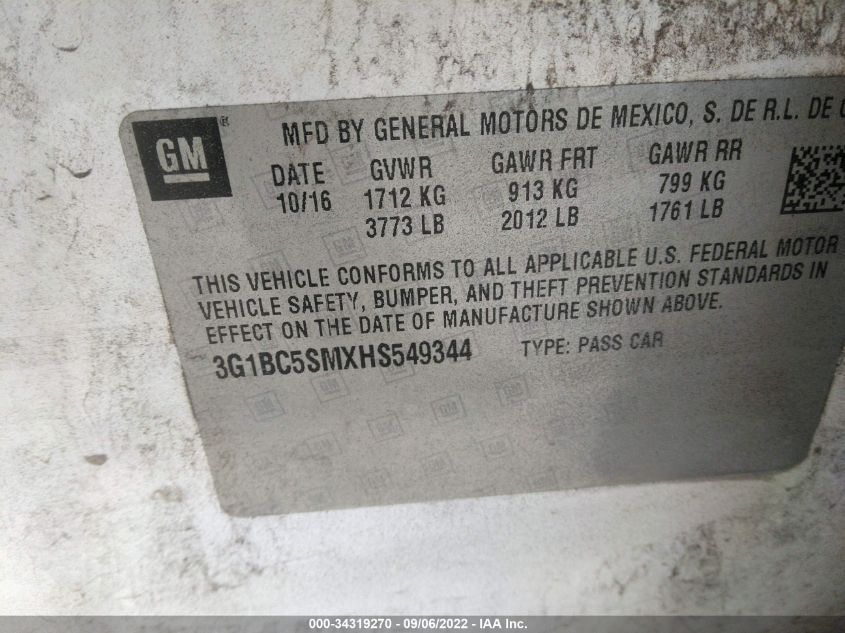 GM®
MFD BY GENERAL MOTORS DE MEXICO, S. DE R.L. DE
DATE GVWR GAWR FRT GAWR RR
10/16 1712 KG 913 KG 799 KG
3773 LB 2012 LB 1761 LB
THIS VEHICLE CONFORMS TO ALL APPLICABLE U.S. FEDERAL MOTOR
VEHICLE SAFETY, BUMPER, AND THEFT PREVENTION STANDARDS IN
EFFECT ON THE DATE OF MANUFACTURE SHOWN ABOVE.
3G1BC5SMXHS549344 TYPE: PASS CAR
000-34319270 - 09/06/2022 - IAA Inc.